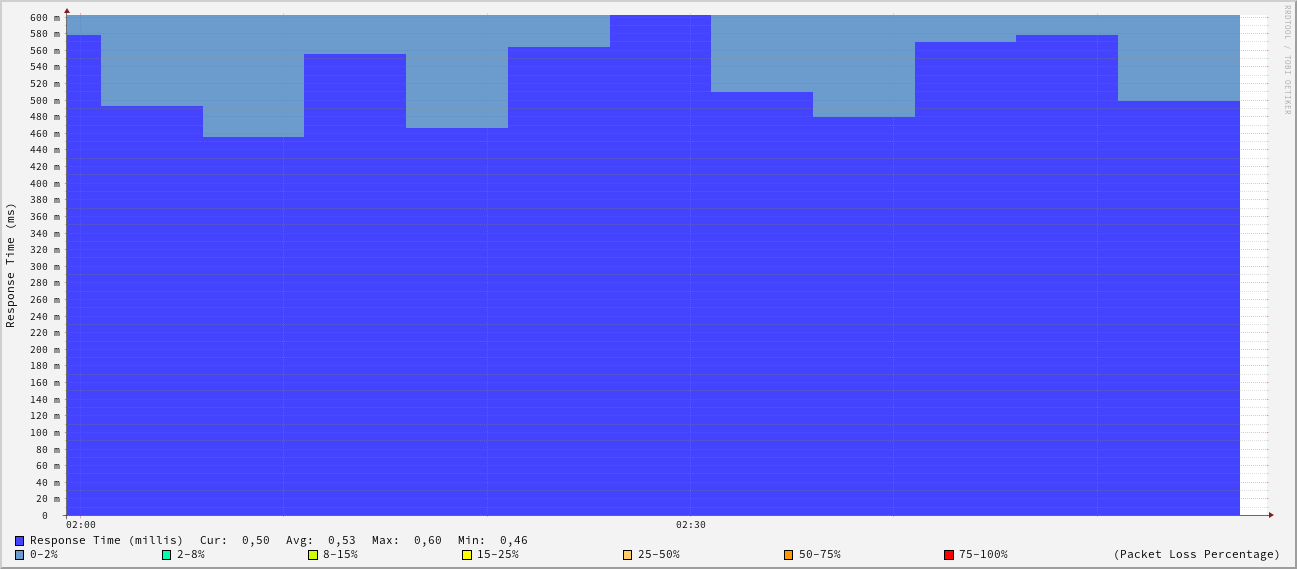 600 m
580 m
560 m
540 m
520 m
500 m
480 m
460 m
440 m
420 m
400 m
380 m
360 m
340 m
320 m
300 m
280 m
260 m
240 m
220 m
200 m
180 m
160 m
140 m
120 m
100 m
80 m
60 m
40 m
20 m
0
Response Time (ms)
RRDTOOL / TOBI OETIKER
02:00 02:30
Response Time (millis) Cur: 0,50 Avg: 0,53 Max: 0,60 Min: 0,46
0-2% 2-8% 8-15% 15-25% 25-50% 50-75% 75-100% (Packet Loss Percentage)